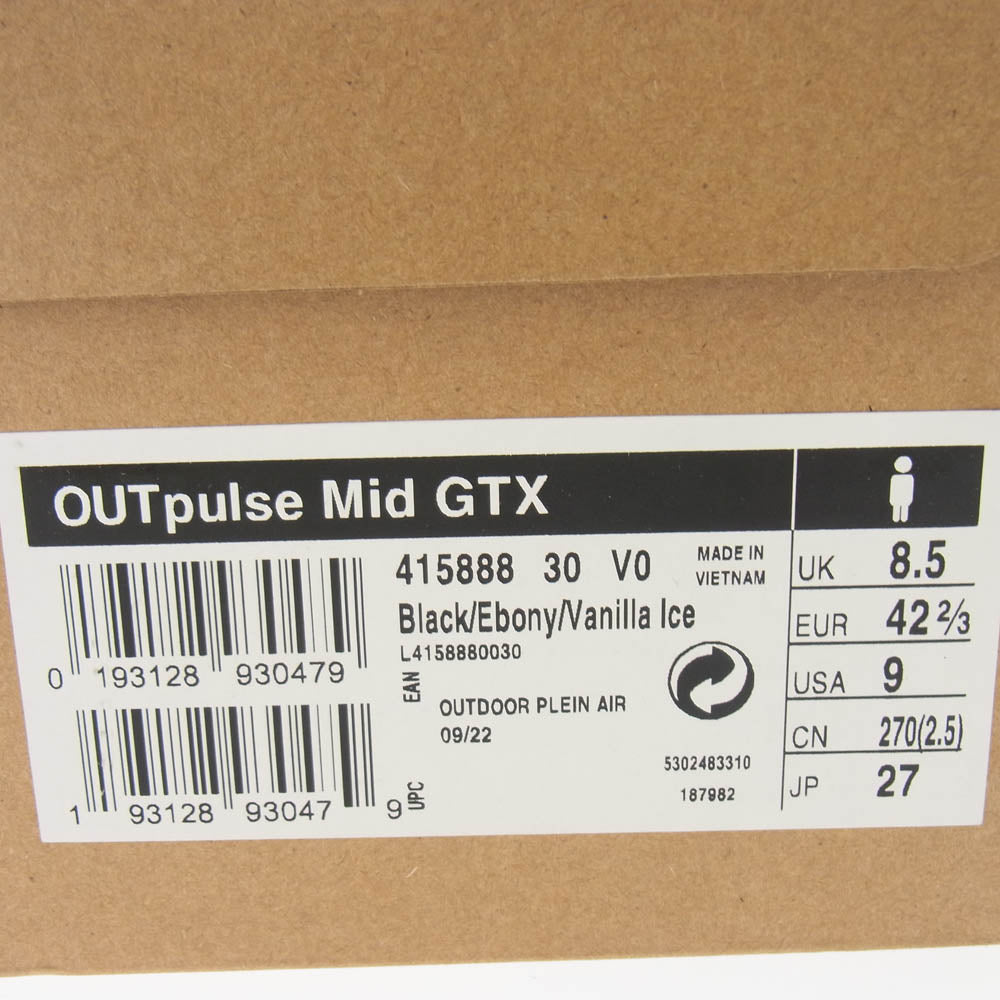 OUTpulse Mid GTX
415888 30 V0
MADE IN
VIETNAM
Black/Ebony/Vanilla Ice
L4158880030
0 193128 930479
EAN
OUTDOOR PLEIN AIR
09/22
5302483310
187982
1 93128 93047 9
UPC
UK 8.5
EUR 42 2/3
USA 9
CN 270(2.5)
JP 27